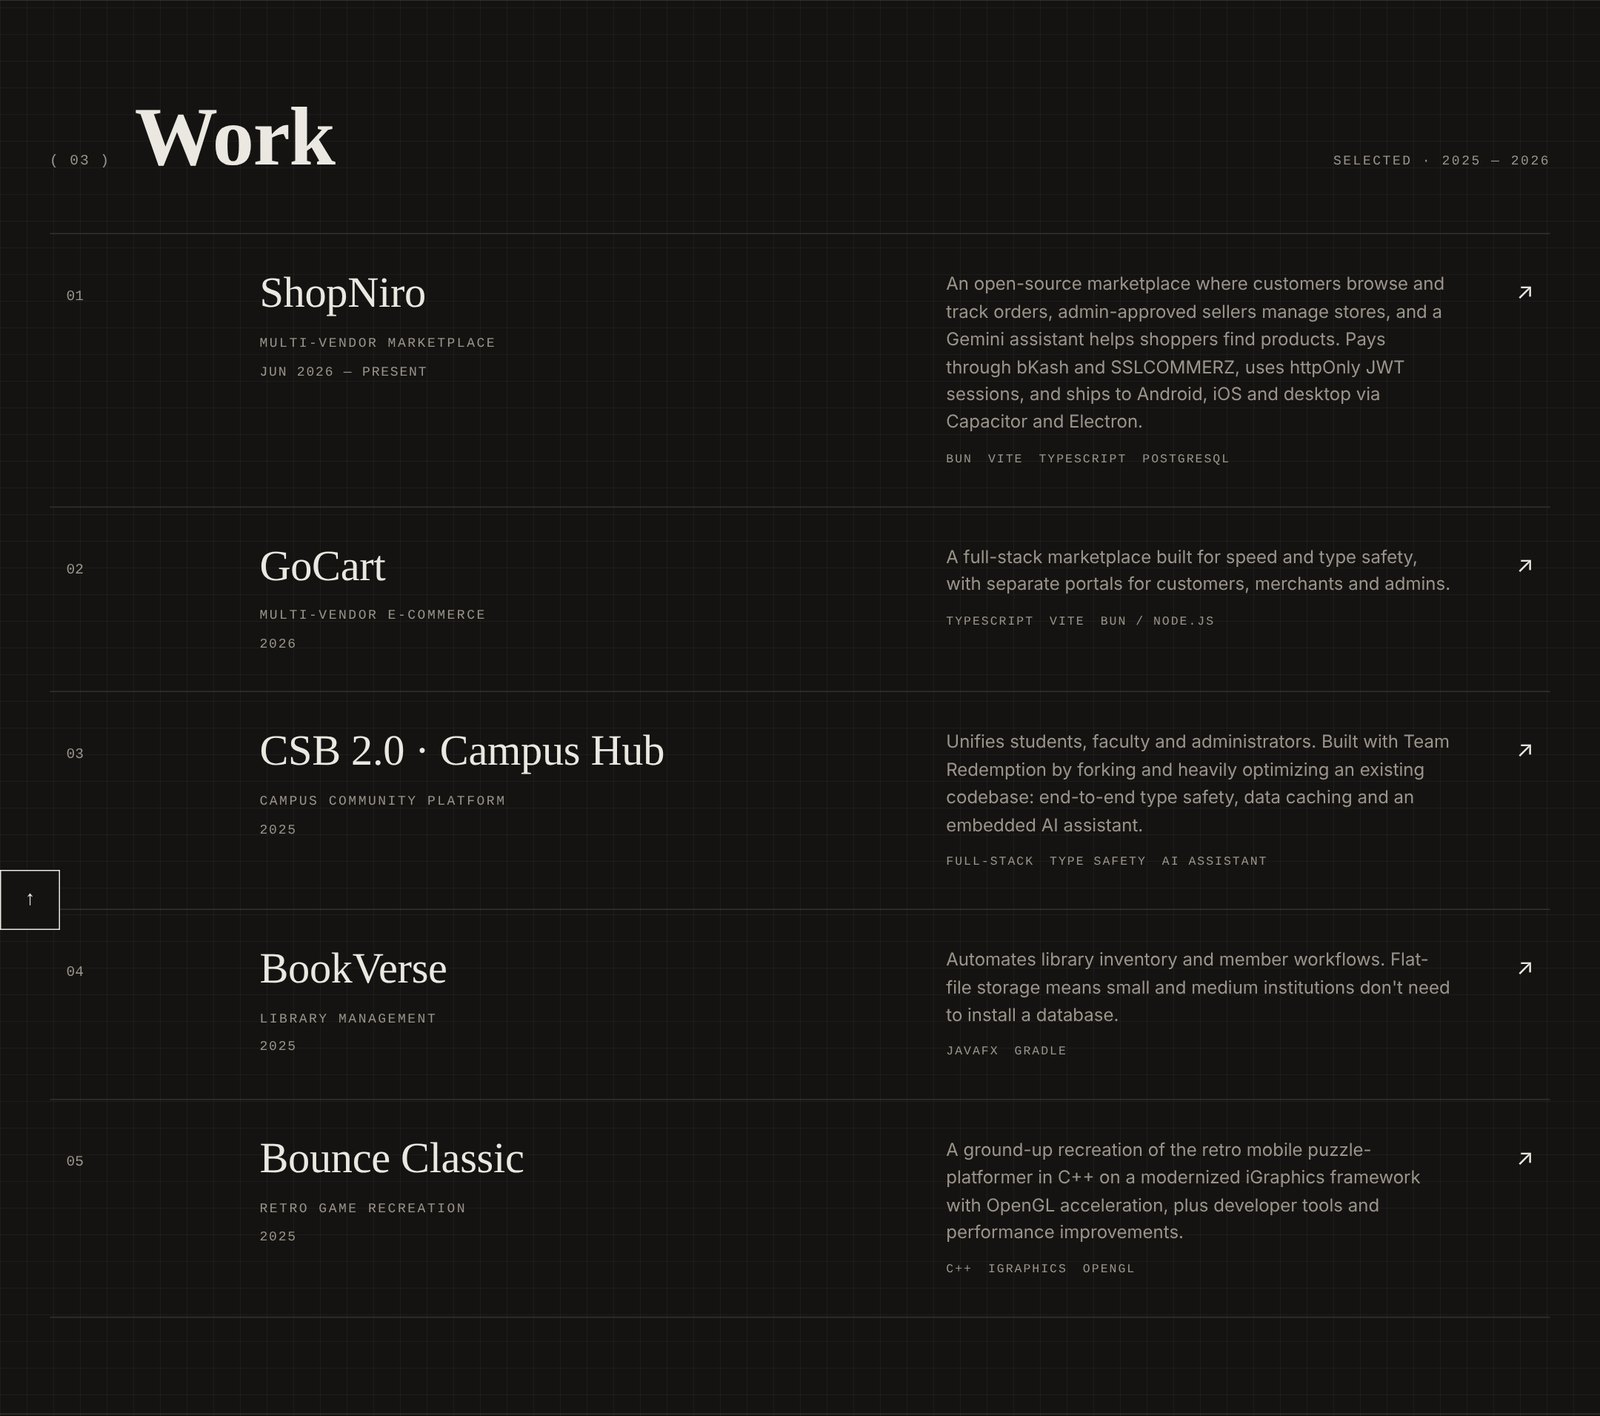 ( 03 ) Work
SELECTED · 2025 — 2026
01
ShopNiro
MULTI-VENDOR MARKETPLACE
JUN 2026 — PRESENT
An open-source marketplace where customers browse and
track orders, admin-approved sellers manage stores, and a
Gemini assistant helps shoppers find products. Pays
through bKash and SSLCOMMERZ, uses httpOnly JWT
sessions, and ships to Android, iOS and desktop via
Capacitor and Electron.
BUN VITE TYPESCRIPT POSTGRESQL
↗
02
GoCart
MULTI-VENDOR E-COMMERCE
2026
A full-stack marketplace built for speed and type safety,
with separate portals for customers, merchants and admins.
TYPESCRIPT VITE BUN / NODE.JS
↗
03
CSB 2.0 · Campus Hub
CAMPUS COMMUNITY PLATFORM
2025
Unifies students, faculty and administrators. Built with Team
Redemption by forking and heavily optimizing an existing
codebase: end-to-end type safety, data caching and an
embedded AI assistant.
FULL-STACK TYPE SAFETY AI ASSISTANT
↗
↑
04
BookVerse
LIBRARY MANAGEMENT
2025
Automates library inventory and member workflows. Flat-
file storage means small and medium institutions don't need
to install a database.
JAVAFX GRADLE
↗
05
Bounce Classic
RETRO GAME RECREATION
2025
A ground-up recreation of the retro mobile puzzle-
platformer in C++ on a modernized iGraphics framework
with OpenGL acceleration, plus developer tools and
performance improvements.
C++ IGRAPHICS OPENGL
↗